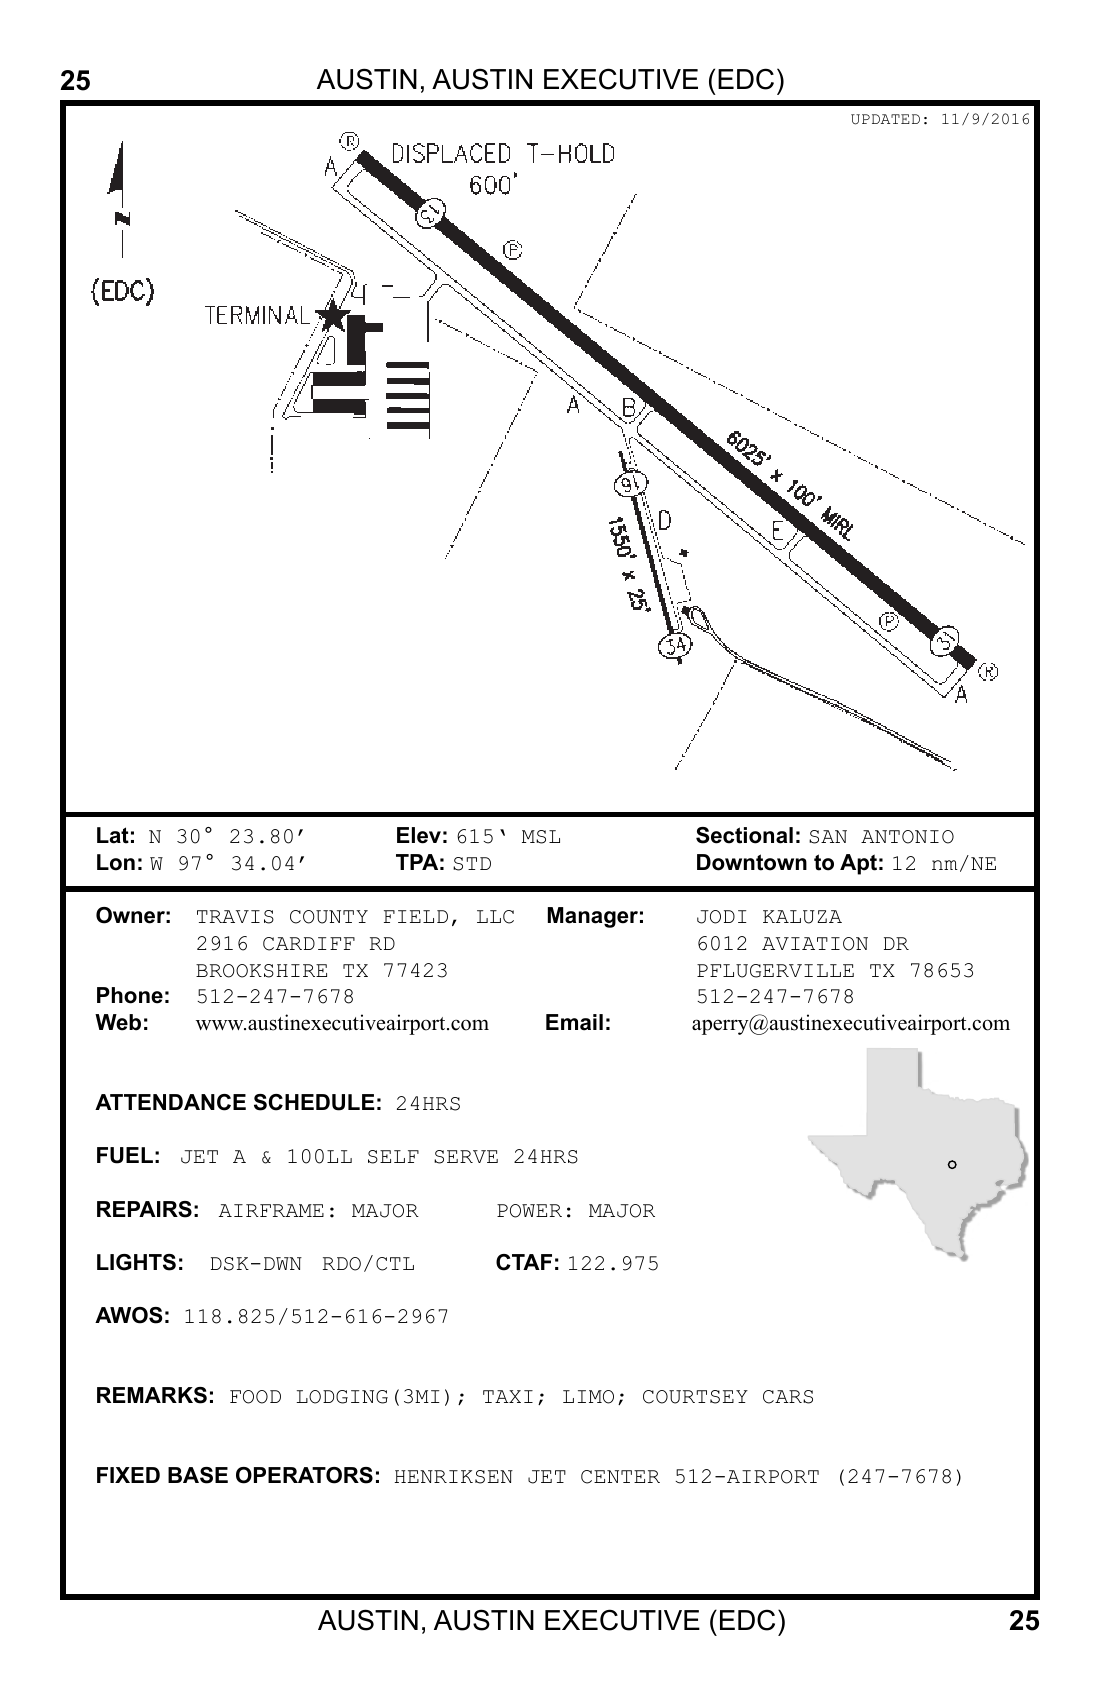 25 AUSTIN, AUSTIN EXECUTIVE (EDC)
UPDATED: 11/9/2016
R
A
DISPLACED T-HOLD
600'
13
P
N
(EDC)
TERMINAL
A
B
6025' x 100' MIRL
16
D
E
1550' x 25'
P
34
31
R
A
Lat: N 30° 23.80’ Elev: 615‘ MSL Sectional: SAN ANTONIO
Lon: W 97° 34.04’ TPA: STD Downtown to Apt: 12 nm/NE
Owner: TRAVIS COUNTY FIELD, LLC Manager: JODI KALUZA
2916 CARDIFF RD 6012 AVIATION DR
BROOKSHIRE TX 77423 PFLUGERVILLE TX 78653
Phone: 512-247-7678 512-247-7678
Web: www.austinexecutiveairport.com Email: aperry@austinexecutiveairport.com
ATTENDANCE SCHEDULE: 24HRS
FUEL: JET A & 100LL SELF SERVE 24HRS
REPAIRS: AIRFRAME: MAJOR POWER: MAJOR
LIGHTS: DSK-DWN RDO/CTL CTAF: 122.975
AWOS: 118.825/512-616-2967
REMARKS: FOOD LODGING(3MI); TAXI; LIMO; COURTSEY CARS
FIXED BASE OPERATORS: HENRIKSEN JET CENTER 512-AIRPORT (247-7678)
AUSTIN, AUSTIN EXECUTIVE (EDC) 25